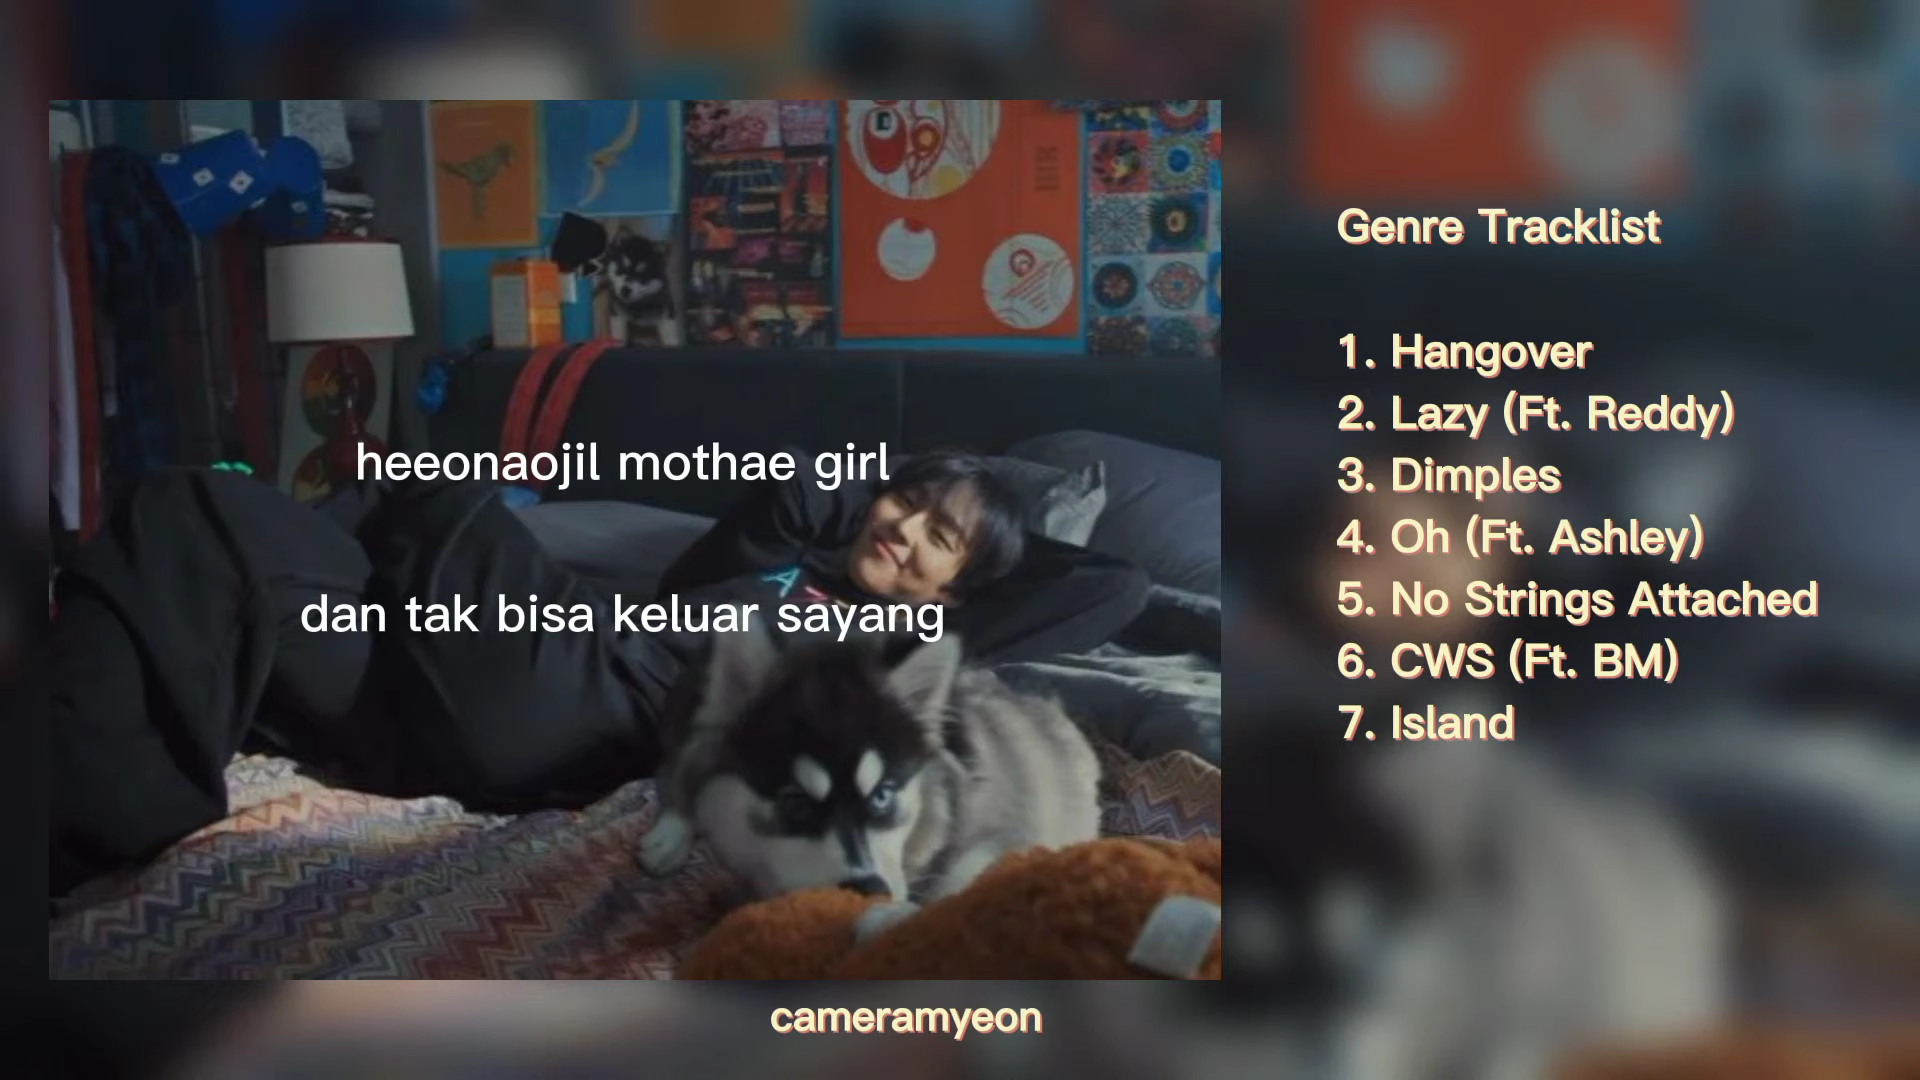 heeonaojil mothae girl
dan tak bisa keluar sayang
Genre Tracklist
1. Hangover
2. Lazy (Ft. Reddy)
3. Dimples
4. Oh (Ft. Ashley)
5. No Strings Attached
6. CWS (Ft. BM)
7. Island
cameramyeon